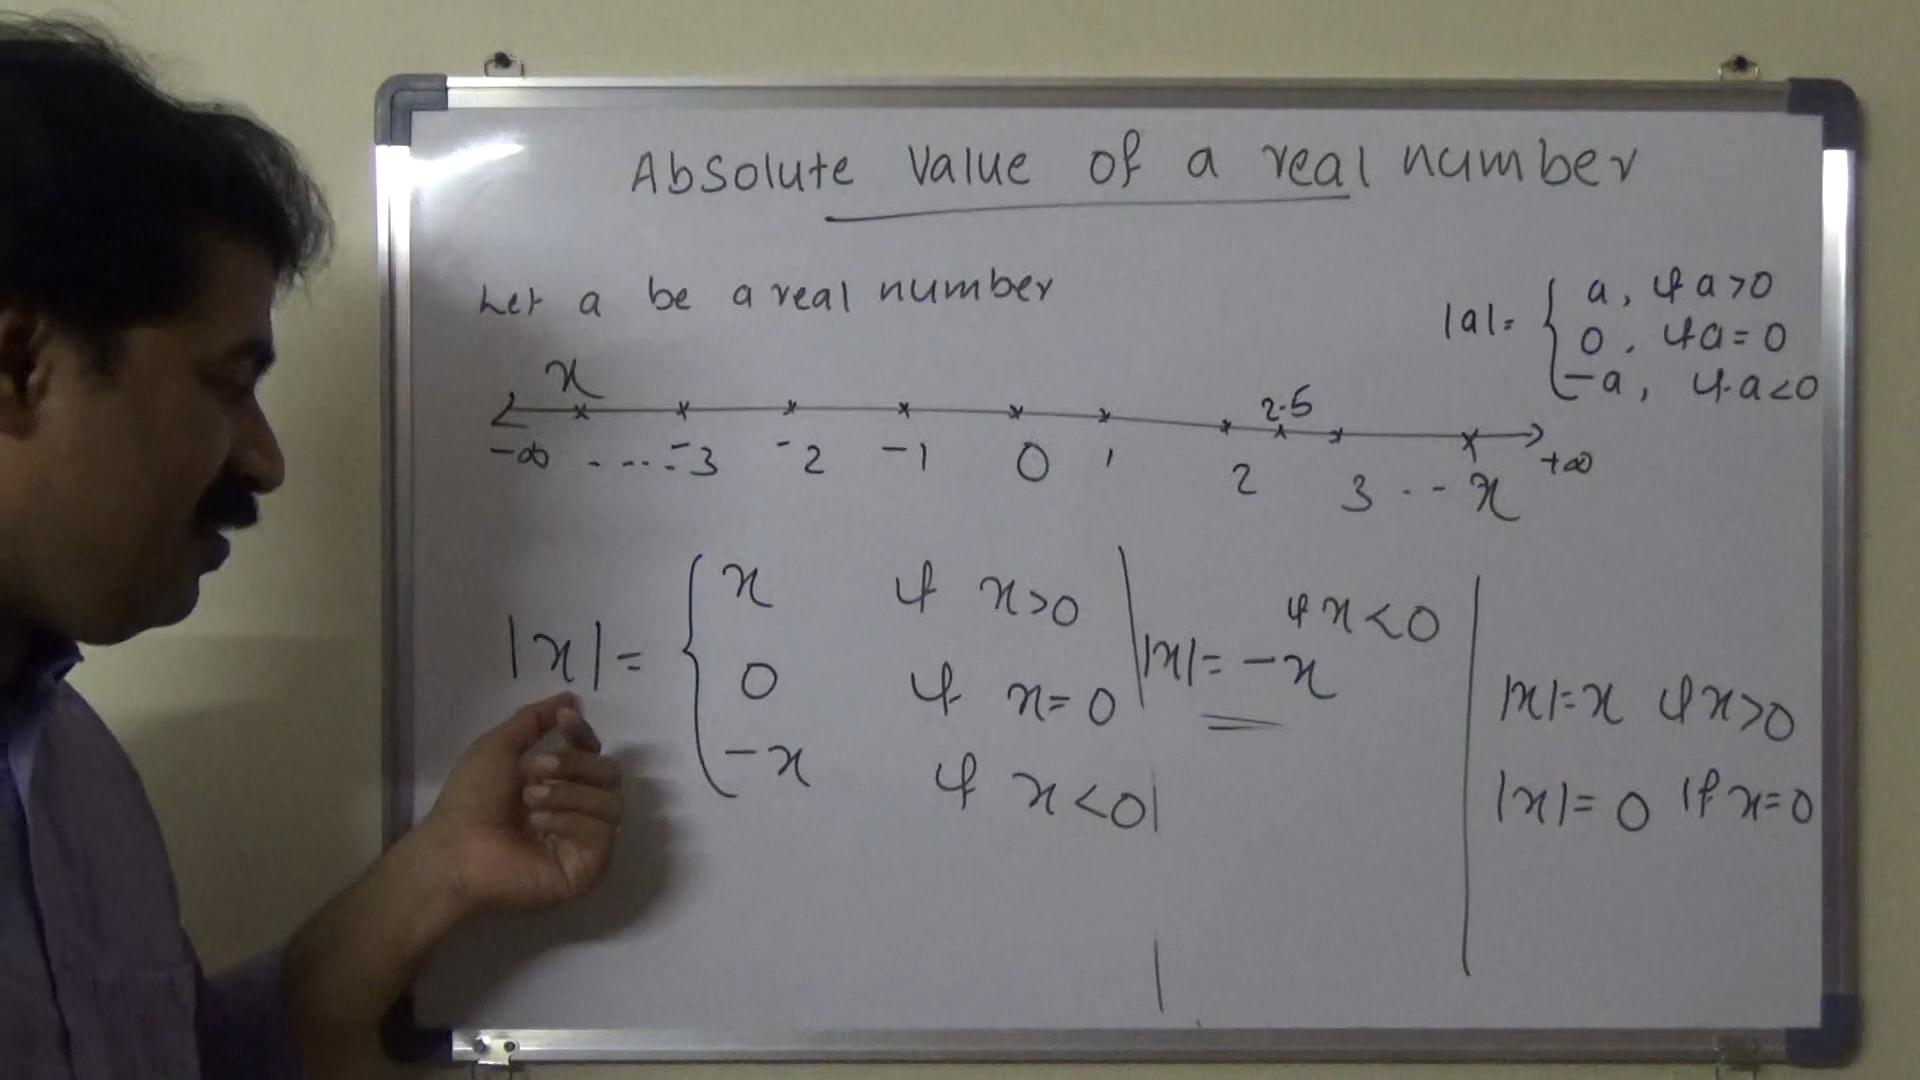 Absolute value of a real number
Let a be a real number
|a| = { a, if a>0
0, if a=0
-a, if a<0
x
2.5
-∞ ....-3 -2 -1 0 1 2 3 .. x +∞
|x| = { x if x>0
0 if x=0
-x if x<0
if x<0
|x| = -x
|x|=x if x>0
|x|=0 if x=0